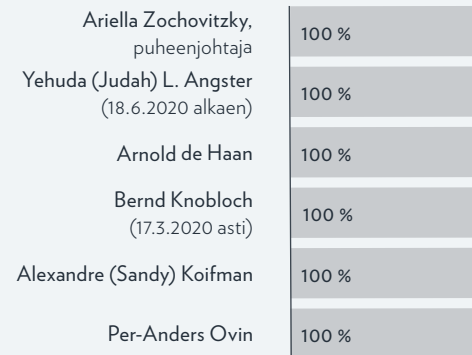 Ariella Zochovitzky,
puheenjohtaja
100 %
Yehuda (Judah) L. Angster
(18.6.2020 alkaen)
100 %
Arnold de Haan
100 %
Bernd Knobloch
(17.3.2020 asti)
100 %
Alexandre (Sandy) Koifman
100 %
Per-Anders Ovin
100 %